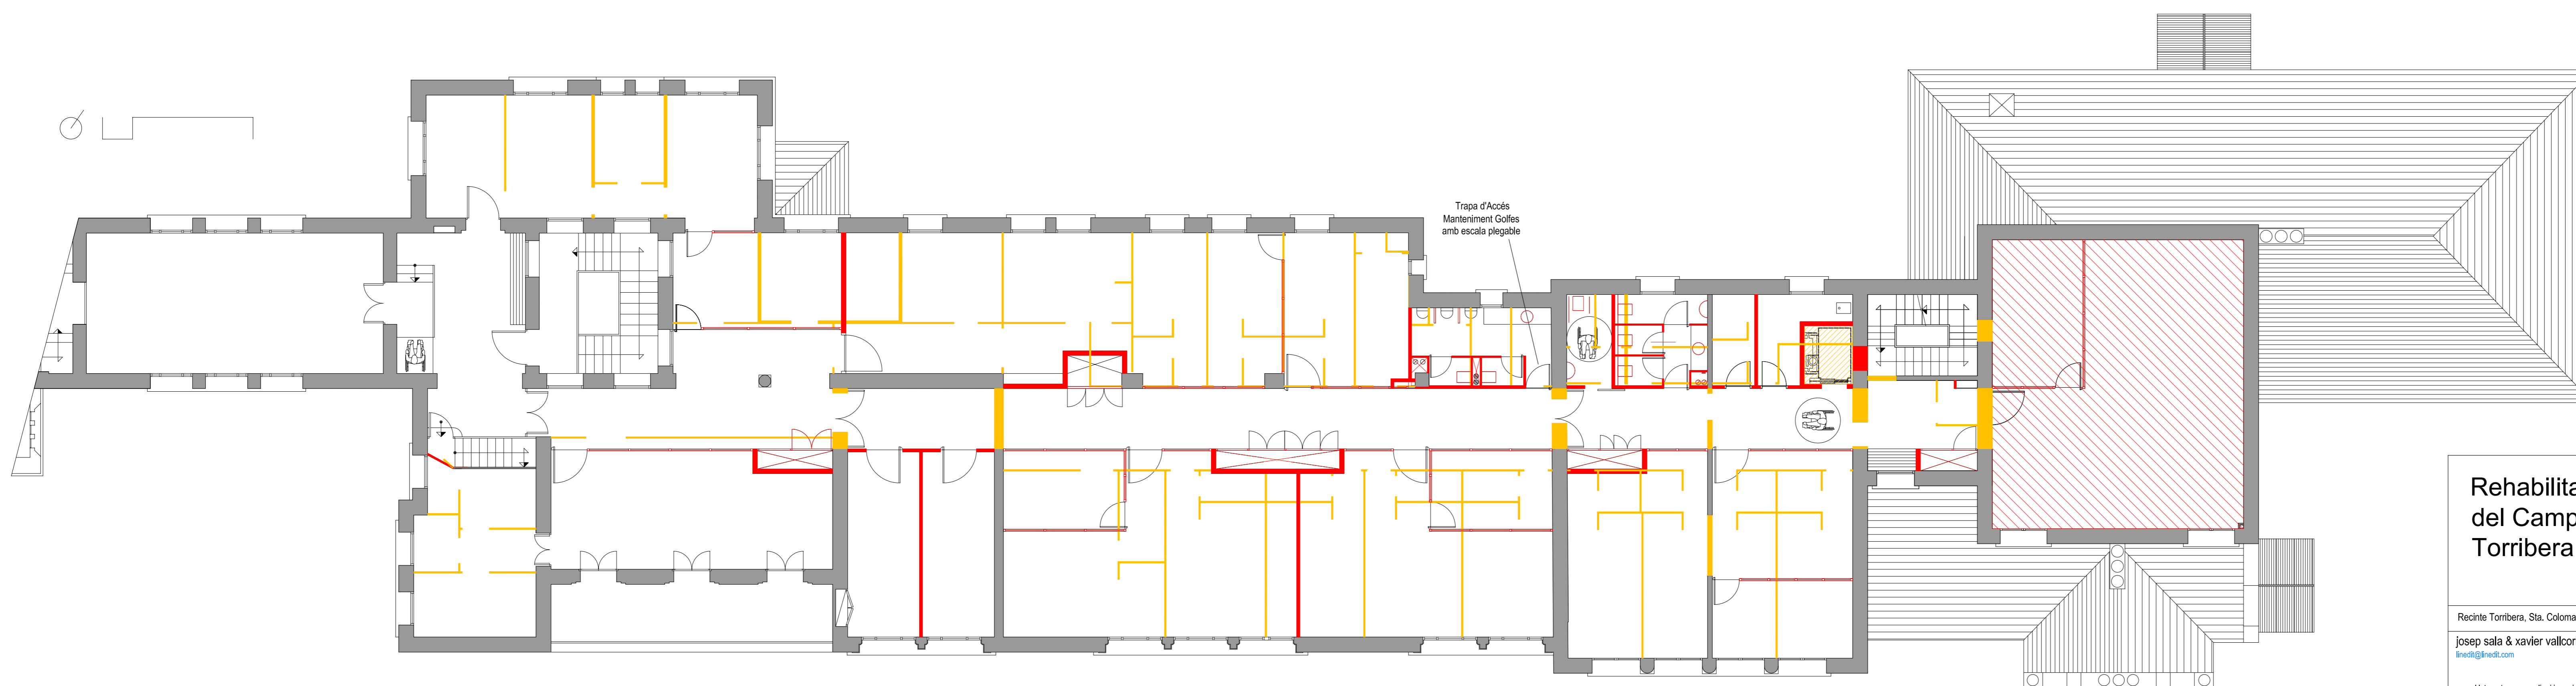 Trapa d'Accés
Manteniment Golfes
amb escala plegable
Rehabilita
del Camp
Torribera
Recinte Torribera, Sta. Coloma
josep sala & xavier vallcor
linedit@linedit.com